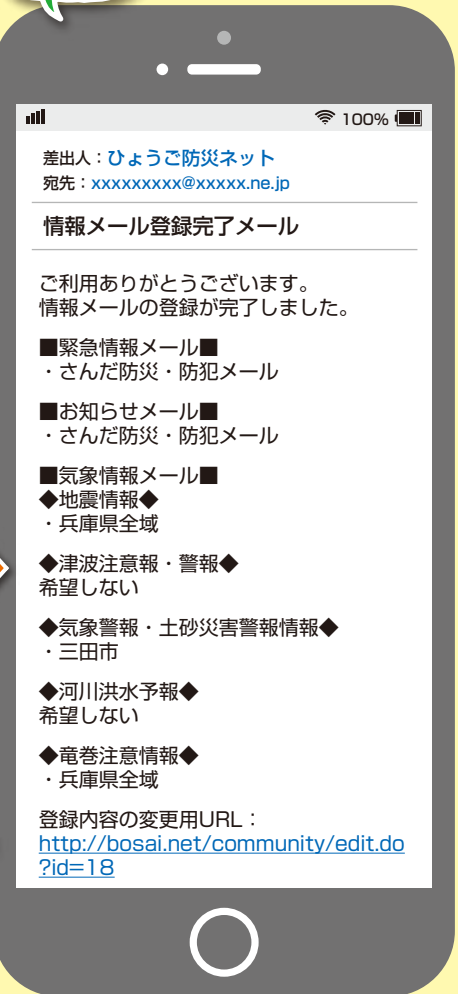 100%
差出人：ひょうご防災ネット
宛先：xxxxxxxxx@xxxxx.ne.jp
情報メール登録完了メール
ご利用ありがとうございます。
情報メールの登録が完了しました。
■緊急情報メール■
・さんだ防災・防犯メール
■お知らせメール■
・さんだ防災・防犯メール
■気象情報メール■
◆地震情報◆
・兵庫県全域
◆津波注意報・警報◆
希望しない
◆気象警報・土砂災害警報情報◆
・三田市
◆河川洪水予報◆
希望しない
◆竜巻注意情報◆
・兵庫県全域
登録内容の変更用URL：
http://bosai.net/community/edit.do
?id=18